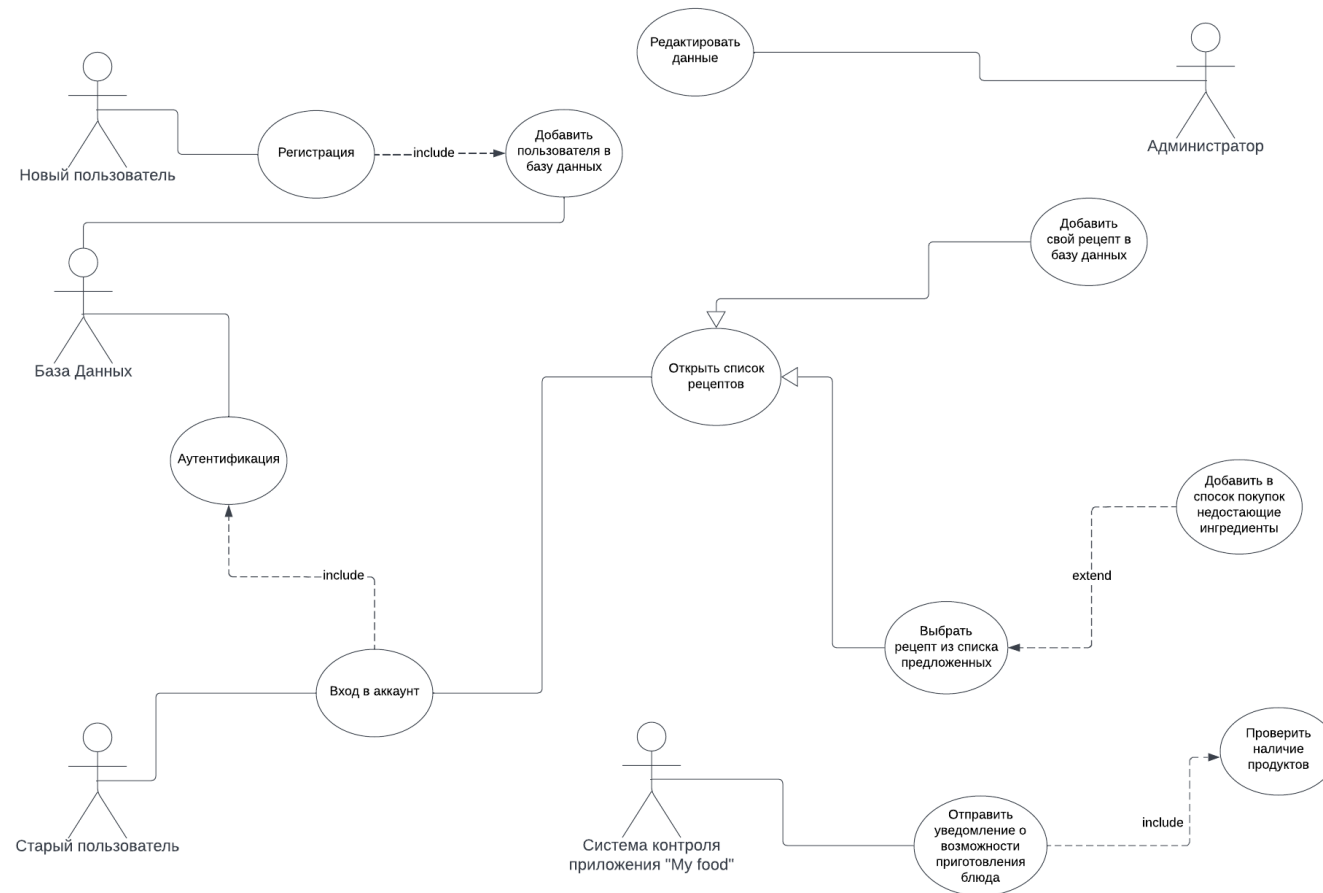 Редактировать
данные
Администратор
Новый пользователь
Регистрация
include
Добавить
пользователя в
базу данных
Добавить
свой рецепт в
базу данных
База Данных
Открыть список
рецептов
Аутентификация
Добавить в
спосок покупок
недостающие
ингредиенты
include
extend
Выбрать
рецепт из списка
предложенных
Вход в аккаунт
Проверить
наличие
продуктов
Старый пользователь
Система контроля
приложения "My food"
Отправить
уведомление о
возможности
приготовления
блюда
include